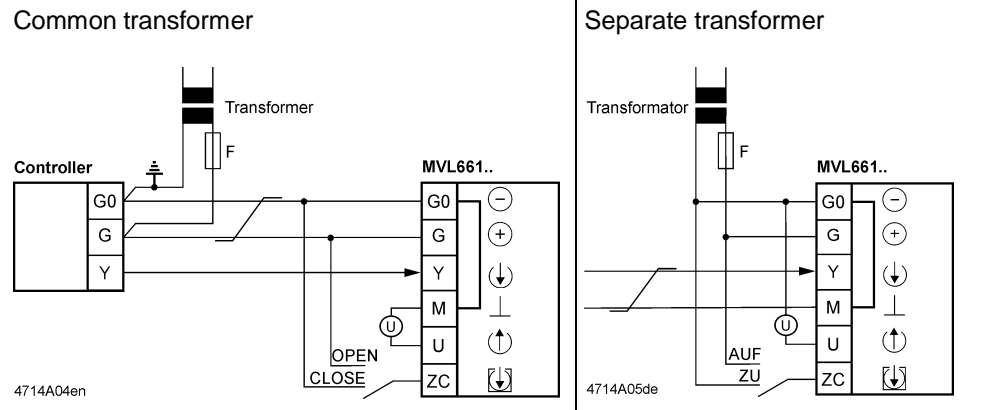 Common transformer
Transformer
F
Controller
MVL661..
G0
G
Y
G0
G
Y
M
U
ZC
U
OPEN
CLOSE
4714A04en
Separate transformer
Transformator
F
MVL661..
G0
G
Y
M
U
ZC
U
AUF
ZU
4714A05de